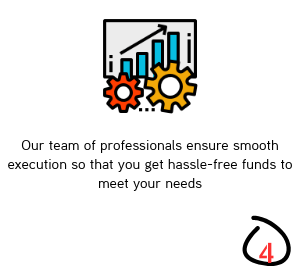 Our team of professionals ensure smooth
execution so that you get hassle-free funds to
meet your needs
4